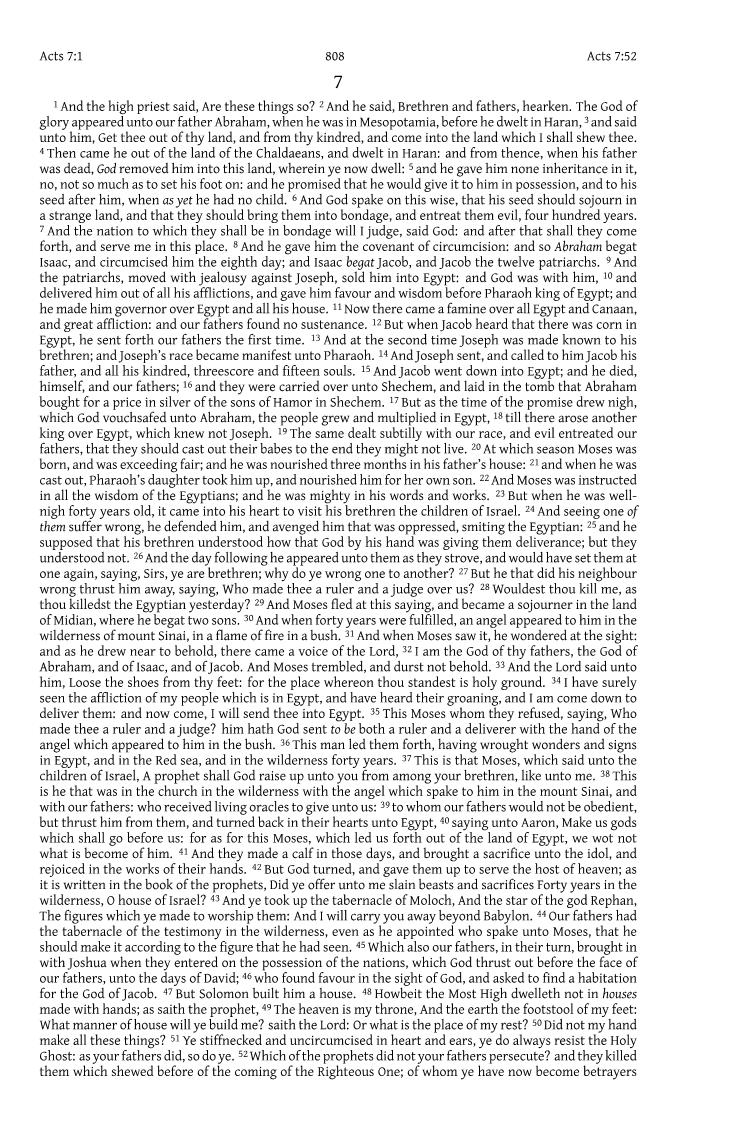 Acts 7:1 808 Acts 7:52
7
1 And the high priest said, Are these things so? 2 And he said, Brethren and fathers, hearken. The God of
glory appeared unto our father Abraham, when he was in Mesopotamia, before he dwelt in Haran, 3 and said
unto him, Get thee out of thy land, and from thy kindred, and come into the land which I shall shew thee.
4 Then came he out of the land of the Chaldaeans, and dwelt in Haran: and from thence, when his father
was dead, God removed him into this land, wherein ye now dwell: 5 and he gave him none inheritance in it,
no, not so much as to set his foot on: and he promised that he would give it to him in possession, and to his
seed after him, when as yet he had no child. 6 And God spake on this wise, that his seed should sojourn in
a strange land, and that they should bring them into bondage, and entreat them evil, four hundred years.
7 And the nation to which they shall be in bondage will I judge, said God: and after that shall they come
forth, and serve me in this place. 8 And he gave him the covenant of circumcision: and so Abraham begat
Isaac, and circumcised him the eighth day; and Isaac begat Jacob, and Jacob the twelve patriarchs. 9 And
the patriarchs, moved with jealousy against Joseph, sold him into Egypt: and God was with him, 10 and
delivered him out of all his afflictions, and gave him favour and wisdom before Pharaoh king of Egypt; and
he made him governor over Egypt and all his house. 11 Now there came a famine over all Egypt and Canaan,
and great affliction: and our fathers found no sustenance. 12 But when Jacob heard that there was corn in
Egypt, he sent forth our fathers the first time. 13 And at the second time Joseph was made known to his
brethren; and Joseph's race became manifest unto Pharaoh. 14 And Joseph sent, and called to him Jacob his
father, and all his kindred, threescore and fifteen souls. 15 And Jacob went down into Egypt; and he died,
himself, and our fathers; 16 and they were carried over unto Shechem, and laid in the tomb that Abraham
bought for a price in silver of the sons of Hamor in Shechem. 17 But as the time of the promise drew nigh,
which God vouchsafed unto Abraham, the people grew and multiplied in Egypt, 18 till there arose another
king over Egypt, which knew not Joseph. 19 The same dealt subtilly with our race, and evil entreated our
fathers, that they should cast out their babes to the end they might not live. 20 At which season Moses was
born, and was exceeding fair; and he was nourished three months in his father's house: 21 and when he was
cast out, Pharaoh's daughter took him up, and nourished him for her own son. 22 And Moses was instructed
in all the wisdom of the Egyptians; and he was mighty in his words and works. 23 But when he was well-
nigh forty years old, it came into his heart to visit his brethren the children of Israel. 24 And seeing one of
them suffer wrong, he defended him, and avenged him that was oppressed, smiting the Egyptian: 25 and he
supposed that his brethren understood how that God by his hand was giving them deliverance; but they
understood not. 26 And the day following he appeared unto them as they strove, and would have set them at
one again, saying, Sirs, ye are brethren; why do ye wrong one to another? 27 But he that did his neighbour
wrong thrust him away, saying, Who made thee a ruler and a judge over us? 28 Wouldest thou kill me, as
thou killedst the Egyptian yesterday? 29 And Moses fled at this saying, and became a sojourner in the land
of Midian, where he begat two sons. 30 And when forty years were fulfilled, an angel appeared to him in the
wilderness of mount Sinai, in a flame of fire in a bush. 31 And when Moses saw it, he wondered at the sight:
and as he drew near to behold, there came a voice of the Lord, 32 I am the God of thy fathers, the God of
Abraham, and of Isaac, and of Jacob. And Moses trembled, and durst not behold. 33 And the Lord said unto
him, Loose the shoes from thy feet: for the place whereon thou standest is holy ground. 34 I have surely
seen the affliction of my people which is in Egypt, and have heard their groaning, and I am come down to
deliver them: and now come, I will send thee into Egypt. 35 This Moses whom they refused, saying, Who
made thee a ruler and a judge? him hath God sent to be both a ruler and a deliverer with the hand of the
angel which appeared to him in the bush. 36 This man led them forth, having wrought wonders and signs
in Egypt, and in the Red sea, and in the wilderness forty years. 37 This is that Moses, which said unto the
children of Israel, A prophet shall God raise up unto you from among your brethren, like unto me. 38 This
is he that was in the church in the wilderness with the angel which spake to him in the mount Sinai, and
with our fathers: who received living oracles to give unto us: 39 to whom our fathers would not be obedient,
but thrust him from them, and turned back in their hearts unto Egypt, 40 saying unto Aaron, Make us gods
which shall go before us: for as for this Moses, which led us forth out of the land of Egypt, we wot not
what is become of him. 41 And they made a calf in those days, and brought a sacrifice unto the idol, and
rejoiced in the works of their hands. 42 But God turned, and gave them up to serve the host of heaven; as
it is written in the book of the prophets, Did ye offer unto me slain beasts and sacrifices Forty years in the
wilderness, O house of Israel? 43 And ye took up the tabernacle of Moloch, And the star of the god Rephan,
The figures which ye made to worship them: And I will carry you away beyond Babylon. 44 Our fathers had
the tabernacle of the testimony in the wilderness, even as he appointed who spake unto Moses, that he
should make it according to the figure that he had seen. 45 Which also our fathers, in their turn, brought in
with Joshua when they entered on the possession of the nations, which God thrust out before the face of
our fathers, unto the days of David; 46 who found favour in the sight of God, and asked to find a habitation
for the God of Jacob. 47 But Solomon built him a house. 48 Howbeit the Most High dwelleth not in houses
made with hands; as saith the prophet, 49 The heaven is my throne, And the earth the footstool of my feet:
What manner of house will ye build me? saith the Lord: Or what is the place of my rest? 50 Did not my hand
make all these things? 51 Ye stiffnecked and uncircumcised in heart and ears, ye do always resist the Holy
Ghost: as your fathers did, so do ye. 52 Which of the prophets did not your fathers persecute? and they killed
them which shewed before of the coming of the Righteous One; of whom ye have now become betrayers